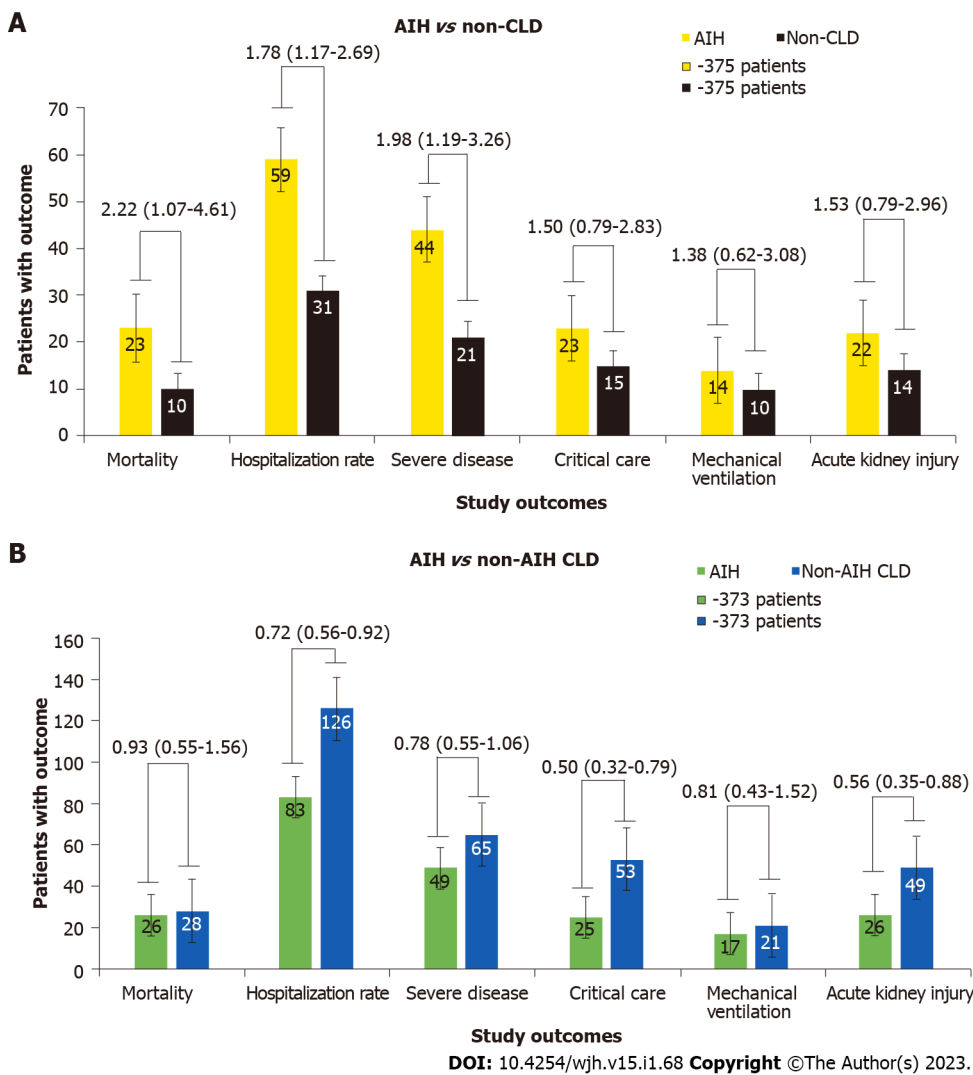 A
AIH vs non-CLD
AIH Non-CLD
-375 patients
-375 patients
Patients with outcome
70
60
50
40
30
20
10
0
2.22 (1.07-4.61)
1.78 (1.17-2.69)
1.98 (1.19-3.26)
1.50 (0.79-2.83)
1.38 (0.62-3.08)
1.53 (0.79-2.96)
23
10
59
31
44
21
23
15
14
10
22
14
Mortality
Hospitalization rate
Severe disease
Critical care
Mechanical
ventilation
Acute kidney injury
Study outcomes
B
AIH vs non-AIH CLD
AIH Non-AIH CLD
-373 patients
-373 patients
Patients with outcome
160
140
120
100
80
60
40
20
0
0.93 (0.55-1.56)
0.72 (0.56-0.92)
0.78 (0.55-1.06)
0.50 (0.32-0.79)
0.81 (0.43-1.52)
0.56 (0.35-0.88)
26
28
83
126
49
65
25
53
17
21
26
49
Mortality
Hospitalization rate
Severe disease
Critical care
Mechanical
ventilation
Acute kidney injury
Study outcomes
DOI: 10.4254/wjh.v15.i1.68 Copyright ©The Author(s) 2023.